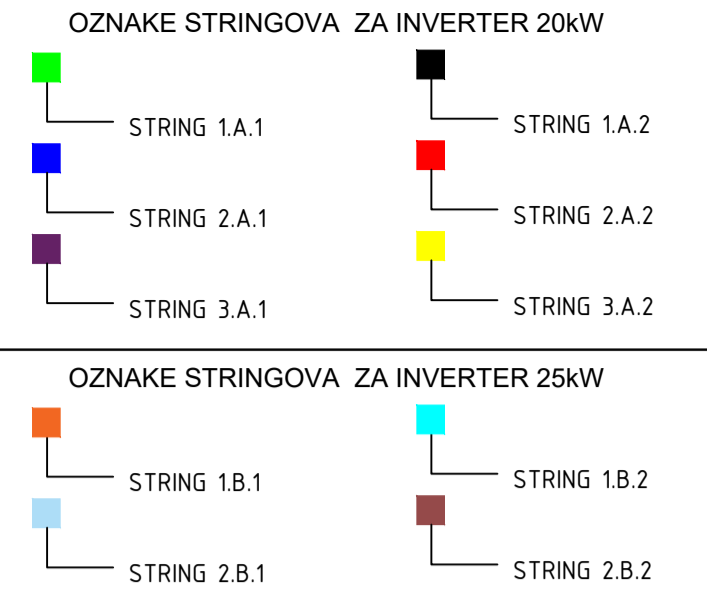 OZNAKE STRINGOVA ZA INVERTER 20kW
STRING 1.A.1
STRING 1.A.2
STRING 2.A.1
STRING 2.A.2
STRING 3.A.1
STRING 3.A.2
OZNAKE STRINGOVA ZA INVERTER 25kW
STRING 1.B.1
STRING 1.B.2
STRING 2.B.1
STRING 2.B.2